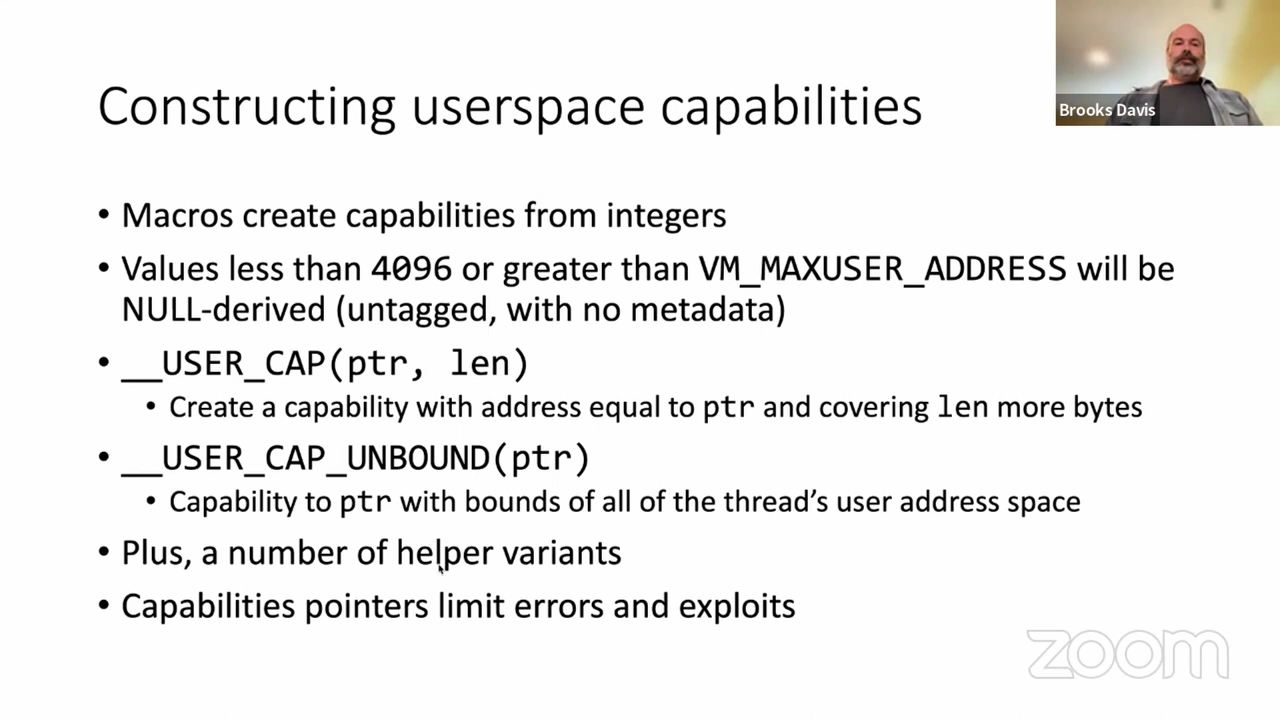 Constructing userspace capabilities
Brooks Davis
• Macros create capabilities from integers
• Values less than 4096 or greater than VM_MAXUSER_ADDRESS will be
NULL-derived (untagged, with no metadata)
• __USER_CAP(ptr, len)
• Create a capability with address equal to ptr and covering len more bytes
• __USER_CAP_UNBOUND(ptr)
• Capability to ptr with bounds of all of the thread’s user address space
• Plus, a number of helper variants
• Capabilities pointers limit errors and exploits
zoom